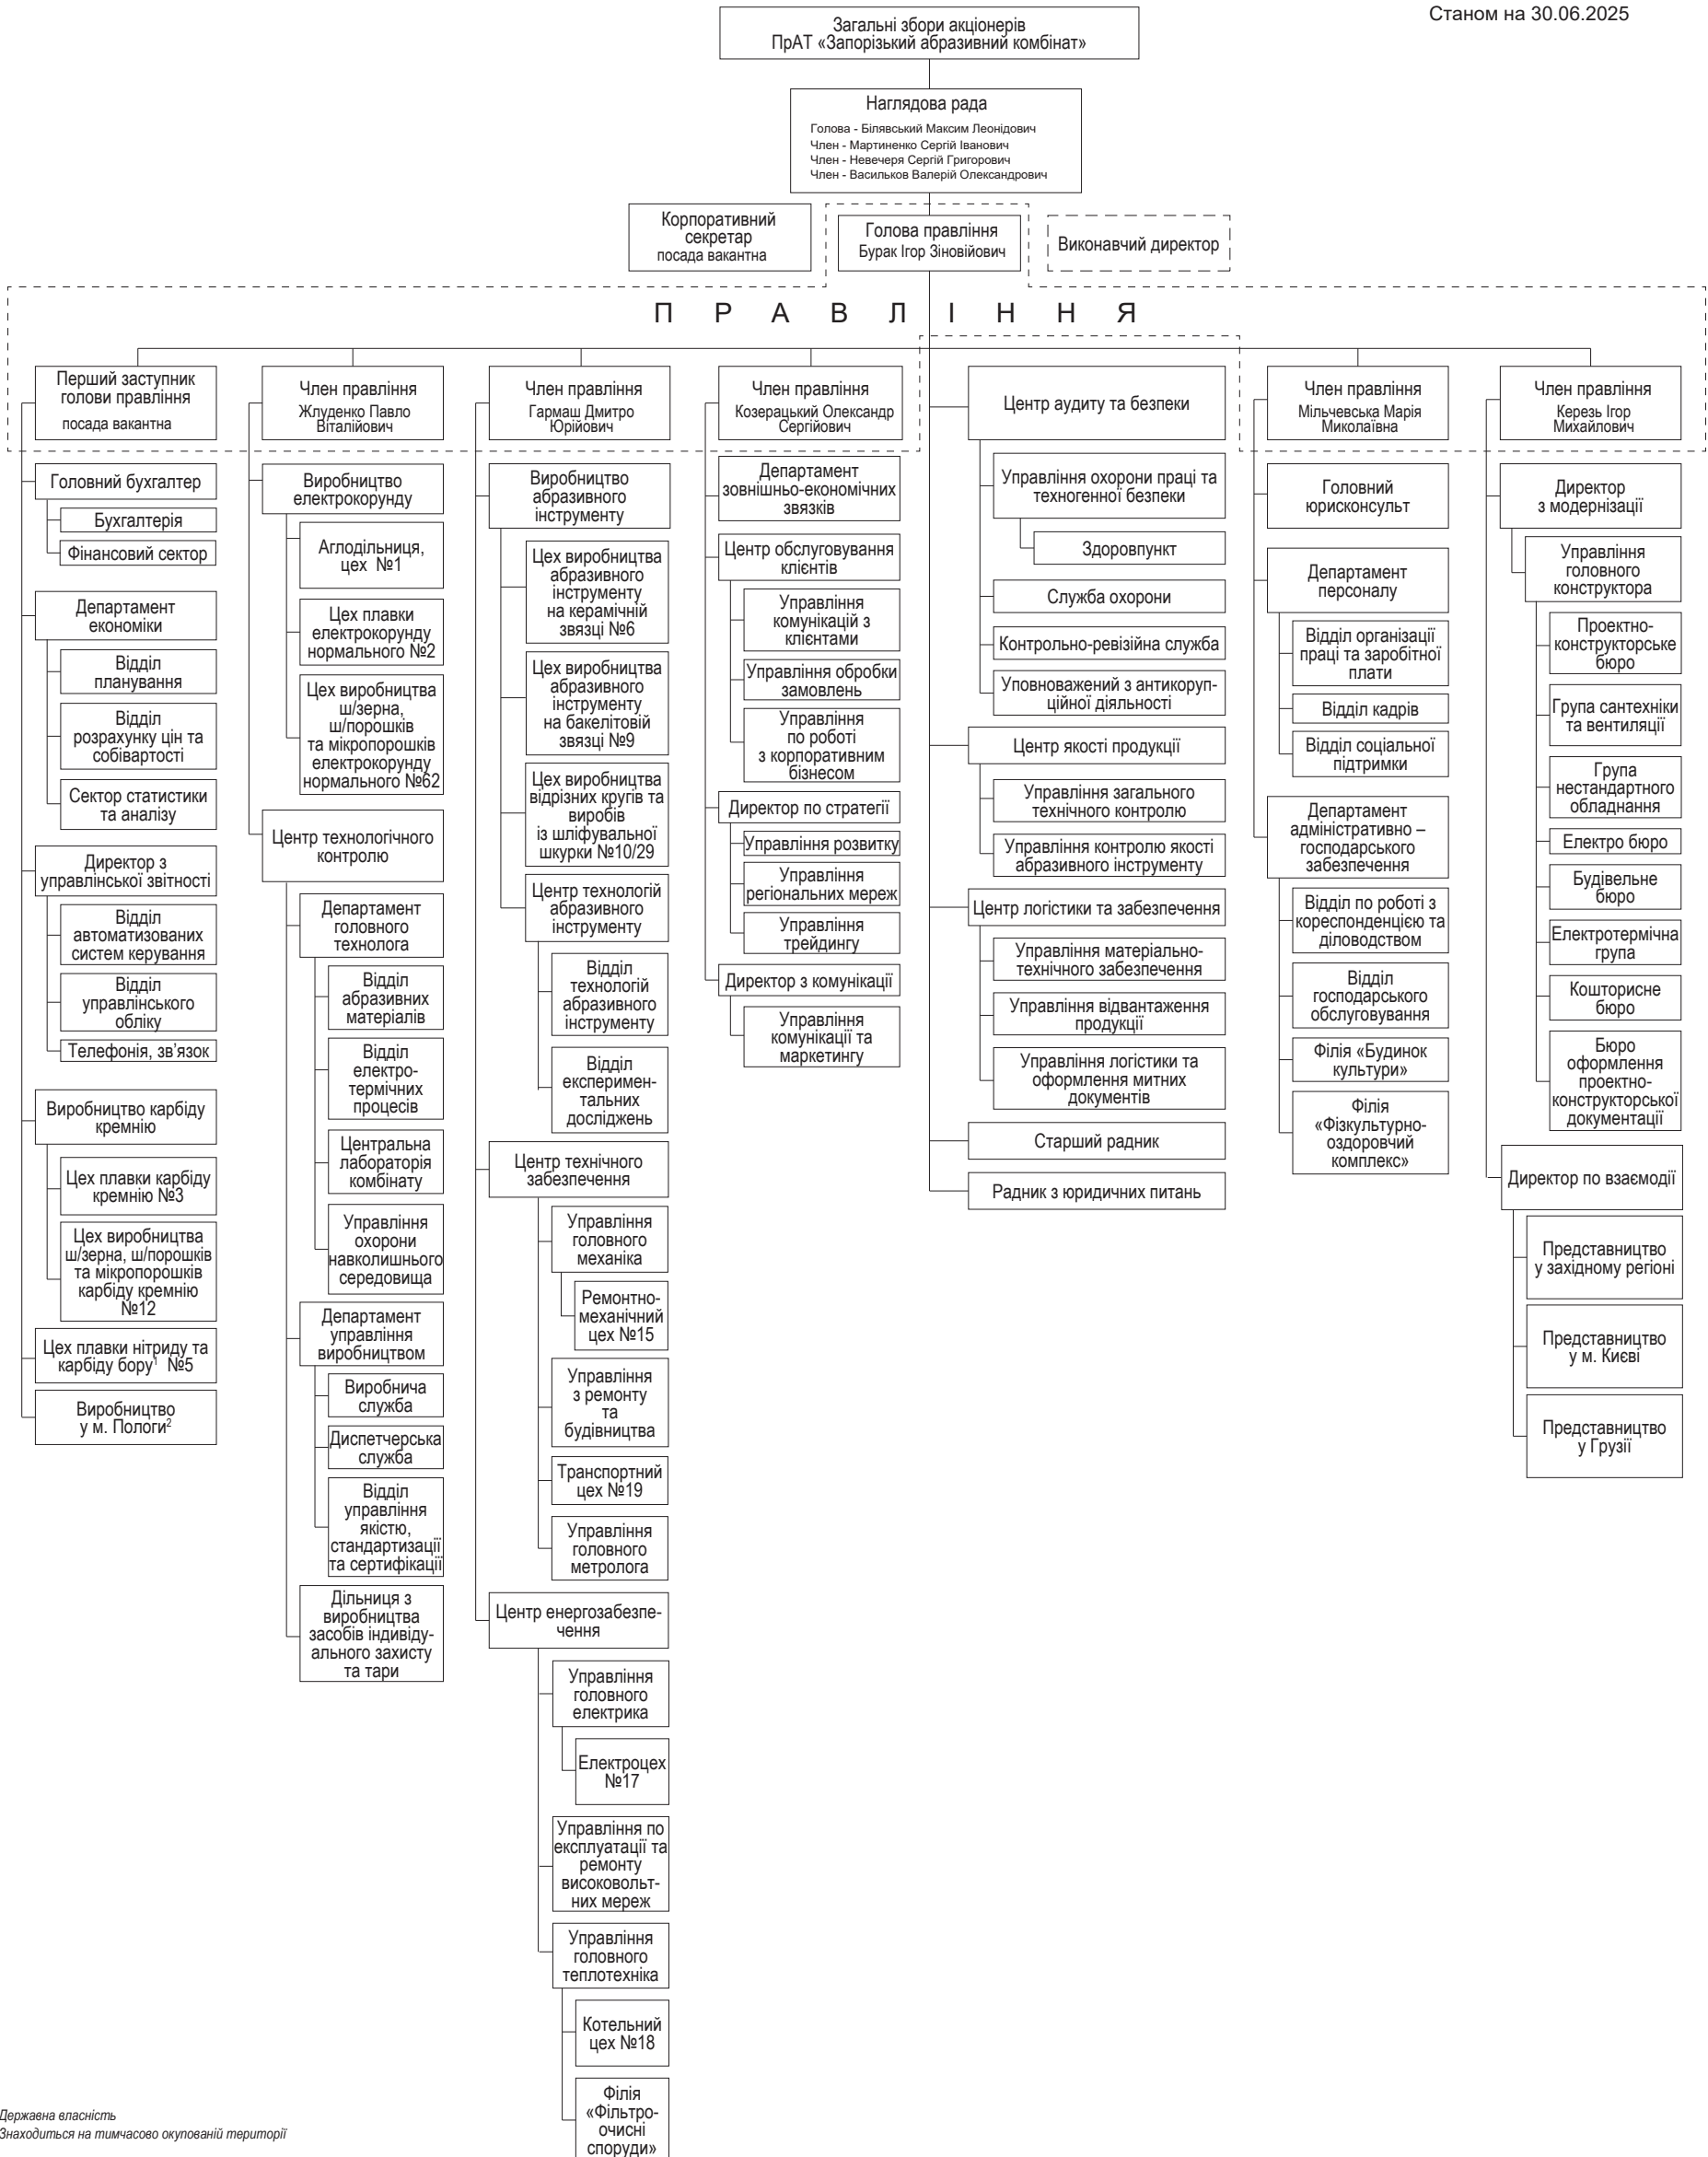 Станом на 30.06.2025
Загальні збори акціонерів
ПрАТ «Запорізький абразивний комбінат»
Наглядова рада
Голова - Білявський Максим Леонідович
Член - Мартиненко Сергій Іванович
Член - Невечеря Сергій Григорович
Член - Васильков Валерій Олександрович
Корпоративний
секретар
посада вакантна
Голова правління
Бурак Ігор Зіновійович
Виконавчий директор
П Р А В Л І Н Н Я
Перший заступник
голови правління
посада вакантна
Головний бухгалтер
Бухгалтерія
Фінансовий сектор
Департамент
економіки
Відділ
планування
Відділ
розрахунку цін та
собівартості
Сектор статистики
та аналізу
Директор з
управлінської звітності
Відділ
автоматизованих
систем керування
Відділ
управлінського
обліку
Телефонія, зв’язок
Виробництво карбіду
кремнію
Цех плавки карбіду
кремнію №3
Цех виробництва
ш/зерна, ш/порошків
та мікропорошків
карбіду кремнію
№12
Цех плавки нітриду та
карбіду бору¹ №5
Виробництво
у м. Пологи²
Член правління
Жлуденко Павло
Віталійович
Виробництво
електрокорунду
Аглодільниця,
цех №1
Цех плавки
електрокорунду
нормального №2
Цех виробництва
ш/зерна,
ш/порошків
та мікропорошків
електрокорунду
нормального №62
Центр технологічного
контролю
Департамент
головного
технолога
Відділ
абразивних
матеріалів
Відділ
електро-
термічних
процесів
Центральна
лабораторія
комбінату
Управління
охорони
навколишнього
середовища
Департамент
управління
виробництвом
Виробнича
служба
Диспетчерська
служба
Відділ
управління
якістю,
стандартизації
та сертифікації
Дільниця з
виробництва
засобів індивіду-
ального захисту
та тари
Член правління
Гармаш Дмитро
Юрійович
Виробництво
абразивного
інструменту
Цех виробництва
абразивного
інструменту
на керамічній
звязці №6
Цех виробництва
абразивного
інструменту
на бакелітовій
звязці №9
Цех виробництва
відрізних кругів та
виробів
із шліфувальної
шкурки №10/29
Центр технологій
абразивного
інструменту
Відділ
технологій
абразивного
інструменту
Відділ
експеримен-
тальних
досліджень
Центр технічного
забезпечення
Управління
головного
механіка
Ремонтно-
механічний
цех №15
Управління
з ремонту
та
будівництва
Транспортний
цех №19
Управління
головного
метролога
Центр енергозабезпе-
чення
Управління
головного
електрика
Електроцех
№17
Управління по
експлуатації та
ремонту
високовольт-
них мереж
Управління
головного
теплотехніка
Котельний
цех №18
Філія
«Фільтро-
очисні
споруди»
Член правління
Козерацький Олександр
Сергійович
Департамент
зовнішньо-економічних
звязків
Центр обслуговування
клієнтів
Управління
комунікацій з
клієнтами
Управління обробки
замовлень
Управління
по роботі
з корпоративним
бізнесом
Директор по стратегії
Управління розвитку
Управління
регіональних мереж
Управління
трейдингу
Директор з комунікації
Управління
комунікації та
маркетингу
Центр аудиту та безпеки
Управління охорони праці та
техногенної безпеки
Здоровпункт
Служба охорони
Контрольно-ревізійна служба
Уповноважений з антикоруп-
ційної діяльності
Центр якості продукції
Управління загального
технічного контролю
Управління контролю якості
абразивного інструменту
Центр логістики та забезпечення
Управління матеріально-
технічного забезпечення
Управління відвантаження
продукції
Управління логістики та
оформлення митних
документів
Старший радник
Радник з юридичних питань
Член правління
Мільчевська Марія
Миколаївна
Головний
юрисконсульт
Департамент
персоналу
Відділ організації
праці та заробітної
плати
Відділ кадрів
Відділ соціальної
підтримки
Департамент
адміністративно –
господарського
забезпечення
Відділ по роботі з
кореспонденцією та
діловодством
Відділ
господарського
обслуговування
Філія «Будинок
культури»
Філія
«Фізкультурно-
оздоровчий
комплекс»
Член правління
Керезь Ігор
Михайлович
Директор
з модернізації
Управління
головного
конструктора
Проектно-
конструкторське
бюро
Група сантехніки
та вентиляції
Група
нестандартного
обладнання
Електро бюро
Будівельне
бюро
Електротермічна
група
Кошторисне
бюро
Бюро
оформлення
проектно-
конструкторської
документації
Директор по взаємодії
Представництво
у західному регіоні
Представництво
у м. Києві
Представництво
у Грузії
Державна власність
Знаходиться на тимчасово окупованій території